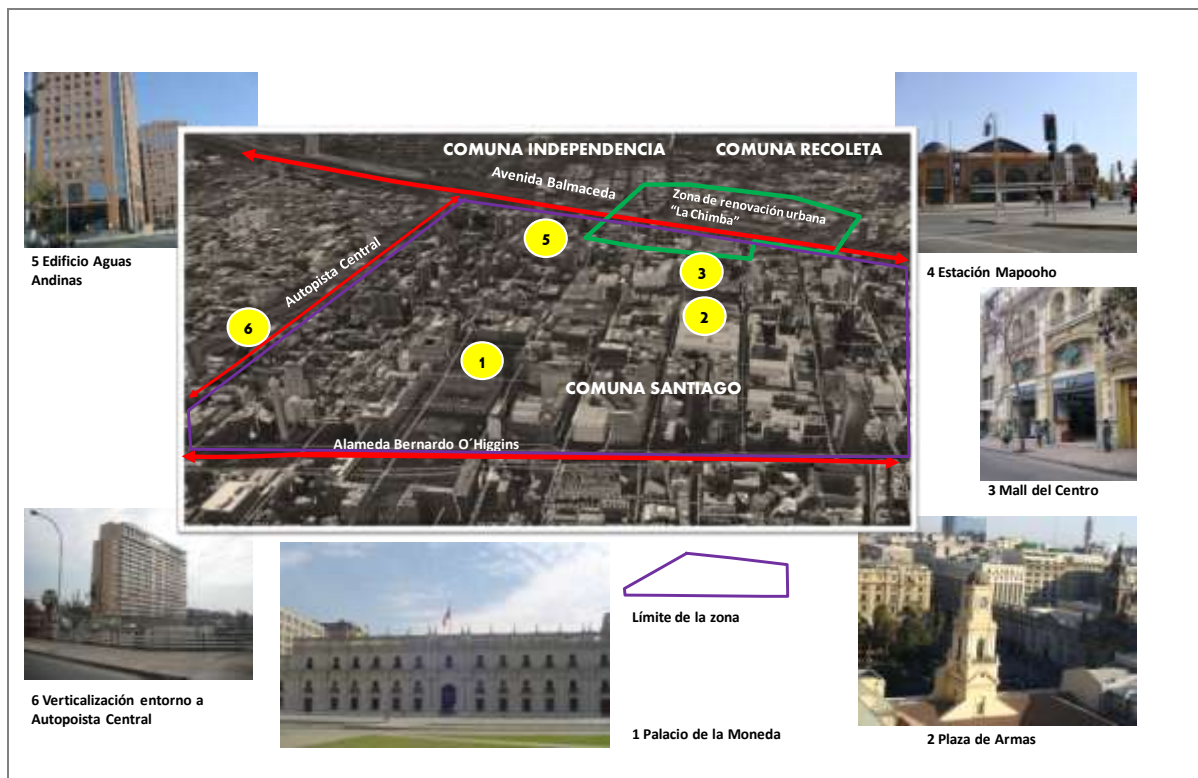 COMUNA INDEPENDENCIA
COMUNA RECOLETA
Avenida Balmaceda
Zona de renovación urbana
“La Chimba”
5
Autopista Central
3
6
2
1
COMUNA SANTIAGO
Alameda Bernardo O´Higgins
5 Edificio Aguas
Andinas
4 Estación Mapooho
3 Mall del Centro
6 Verticalización entorno a
Autopoista Central
Límite de la zona
1 Palacio de la Moneda
2 Plaza de Armas